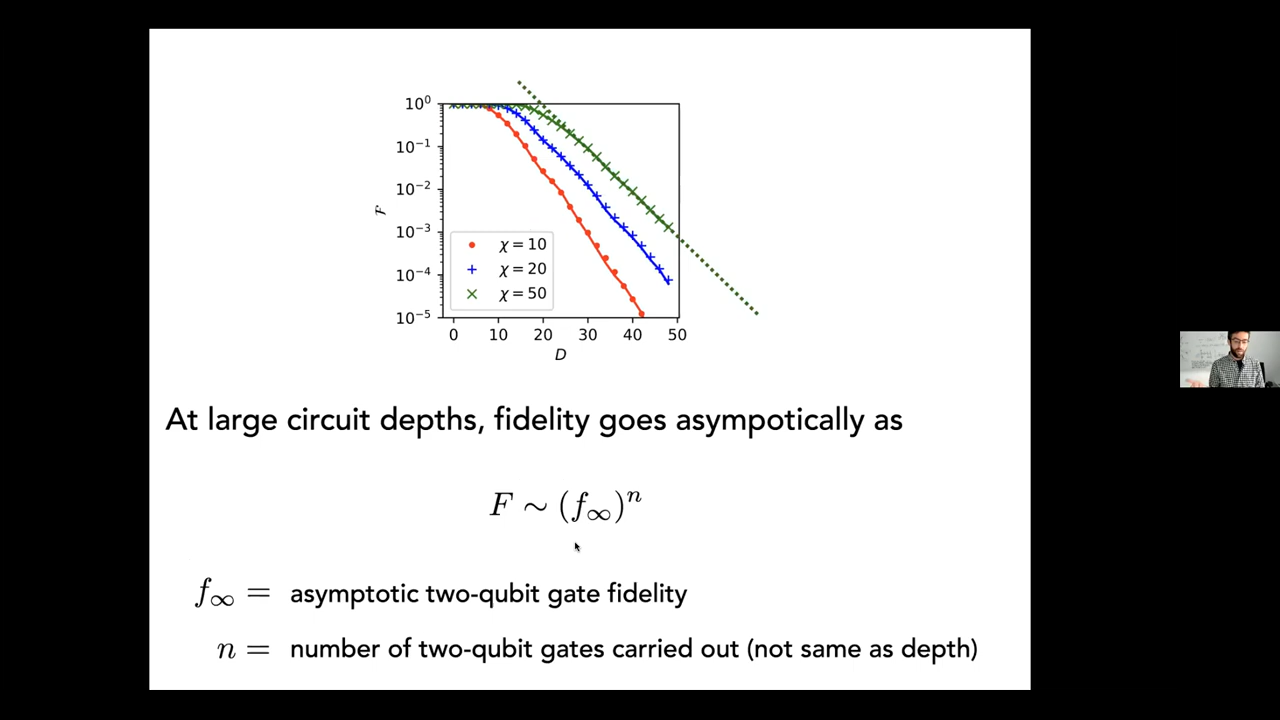 10⁰
10⁻¹
10⁻²
10⁻³
10⁻⁴
10⁻⁵
ℱ
χ = 10
χ = 20
χ = 50
0 10 20 30 40 50
D
At large circuit depths, fidelity goes asympotically as
F ∼ (f∞)ⁿ
f∞ = asymptotic two-qubit gate fidelity
n = number of two-qubit gates carried out (not same as depth)